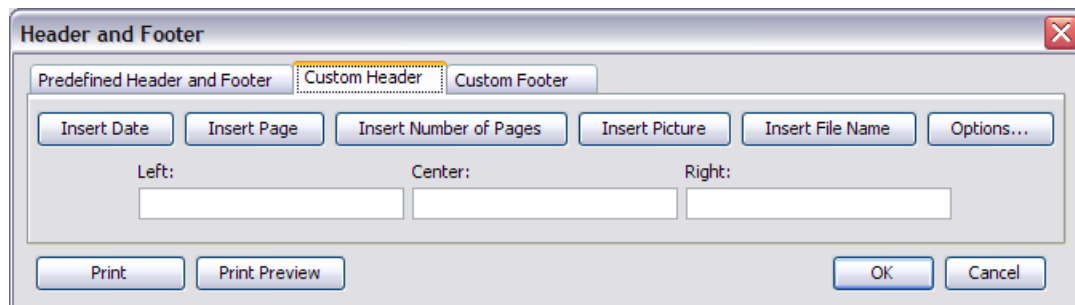 Header and Footer
Predefined Header and Footer Custom Header Custom Footer
Insert Date Insert Page Insert Number of Pages Insert Picture Insert File Name Options...
Left: Center: Right:
Print Print Preview OK Cancel